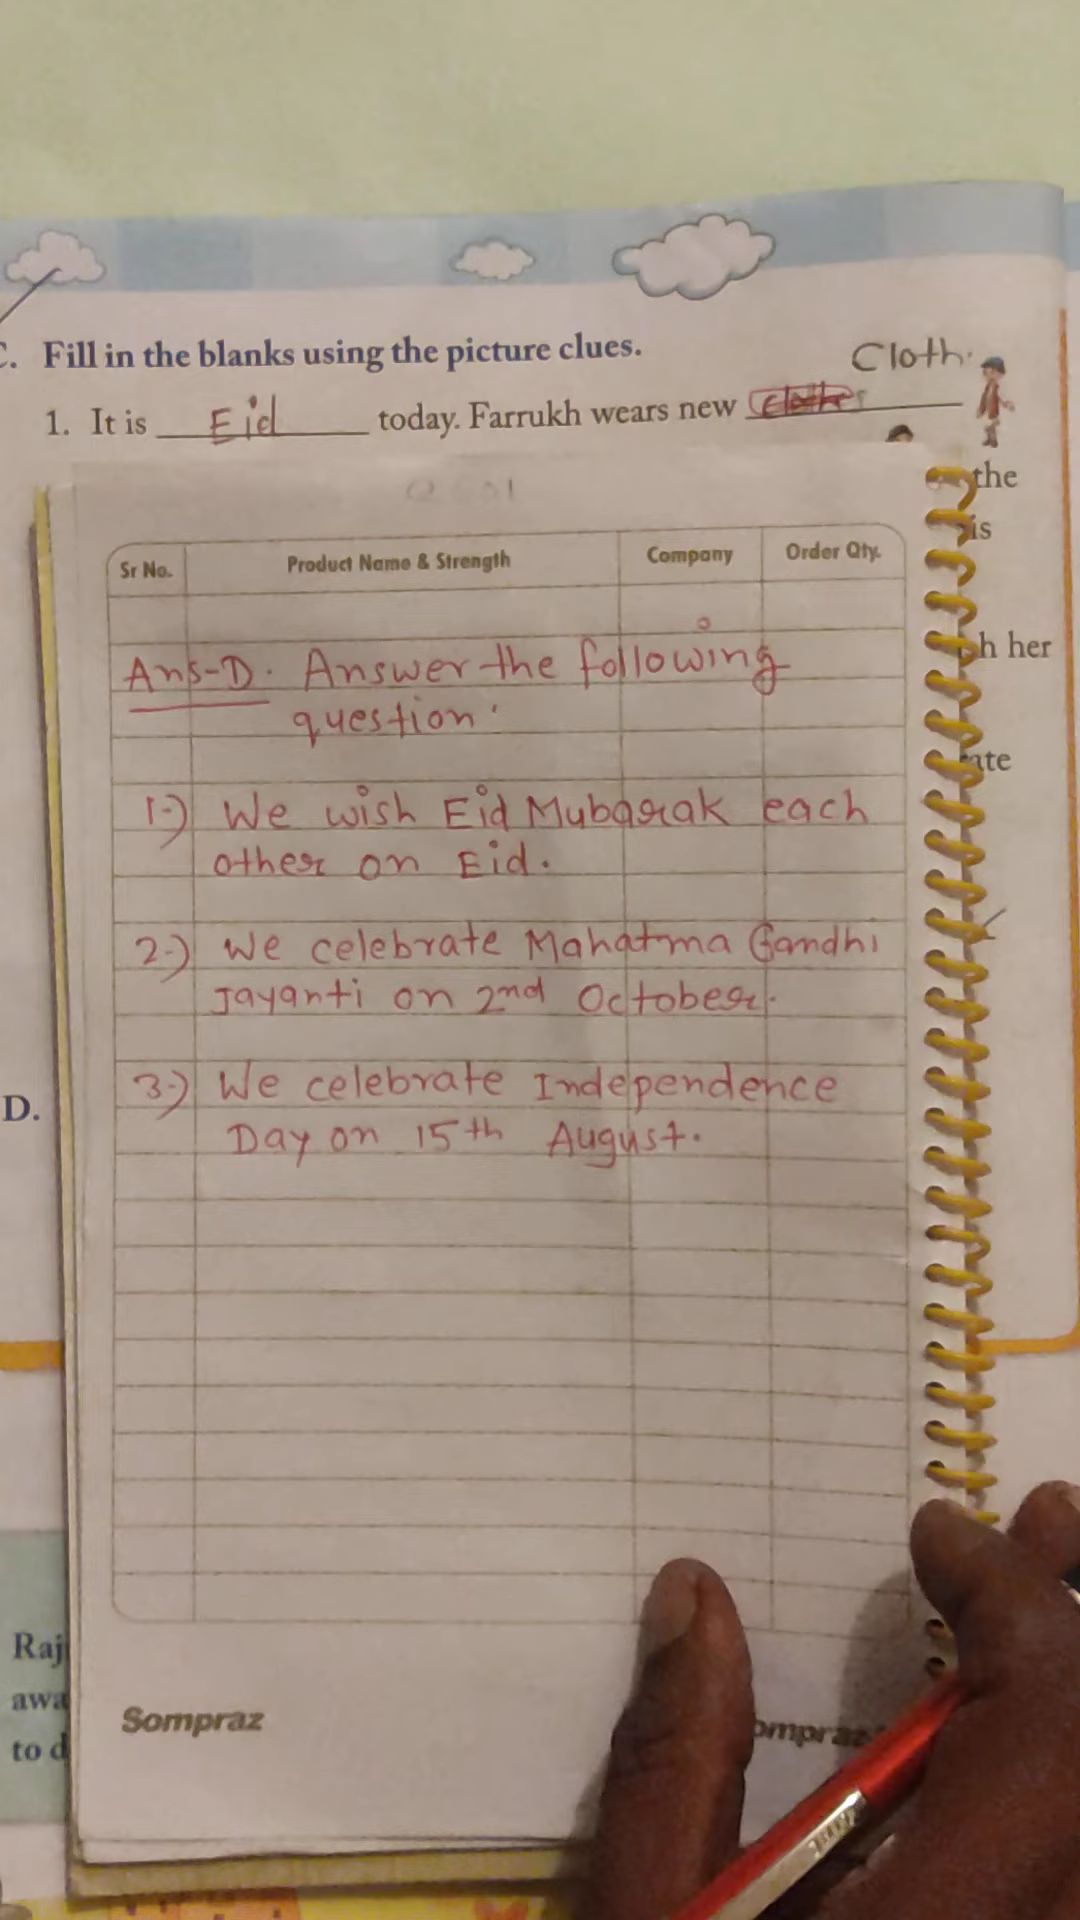 C. Fill in the blanks using the picture clues.
Cloth.
1. It is Eid today. Farrukh wears new
the
is
Sr No. Product Name & Strength Company Order Qty.
Ans-D. Answer the following
question.
h her
ate
1-) We wish Eid Mubarak each
other on Eid.
2-) We celebrate Mahatma Gandhi
Jayanti on 2nd October.
3-) We celebrate Independence
D.
Day on 15th August.
Raj
awa
to d
Sompraz
ompraz